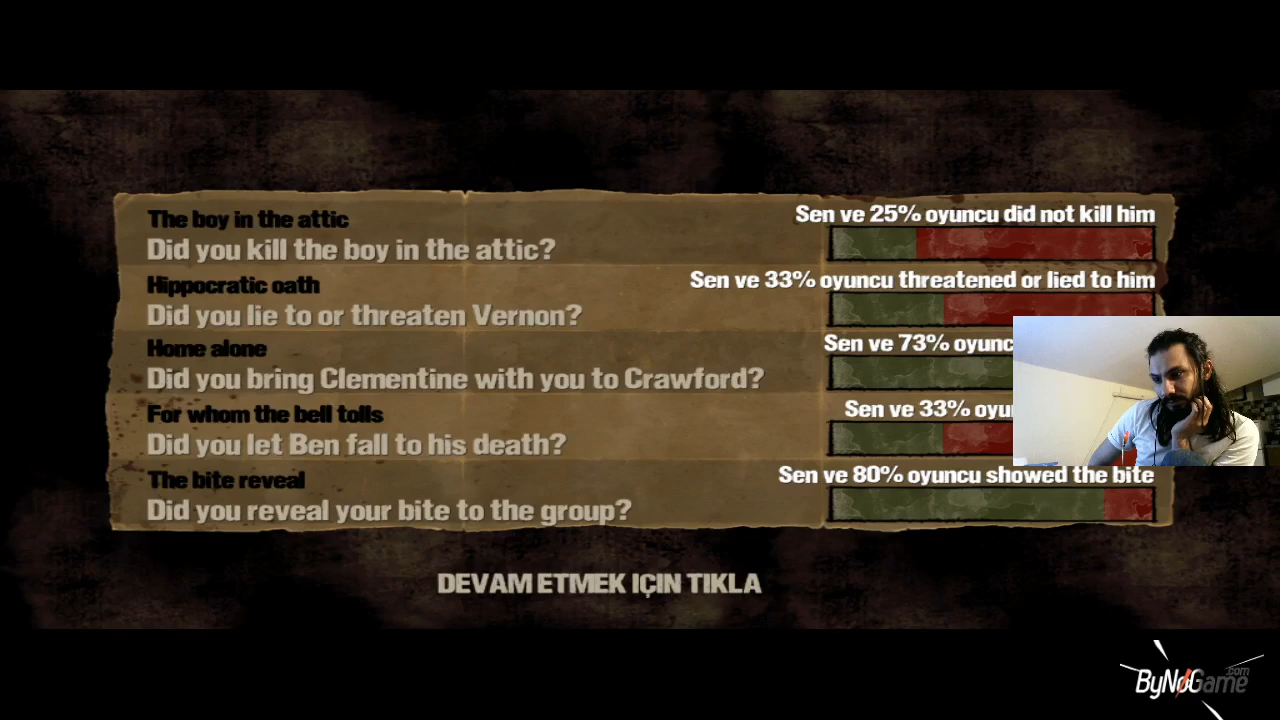 The boy in the attic
Sen ve 25% oyuncu did not kill him
Did you kill the boy in the attic?
Hippocratic oath
Sen ve 33% oyuncu threatened or lied to him
Did you lie to or threaten Vernon?
Home alone
Sen ve 73% oyunc
Did you bring Clementine with you to Crawford?
For whom the bell tolls
Sen ve 33% oyu
Did you let Ben fall to his death?
The bite reveal
Sen ve 80% oyuncu showed the bite
Did you reveal your bite to the group?
DEVAM ETMEK IÇIN TIKLA
ByNoGame.com